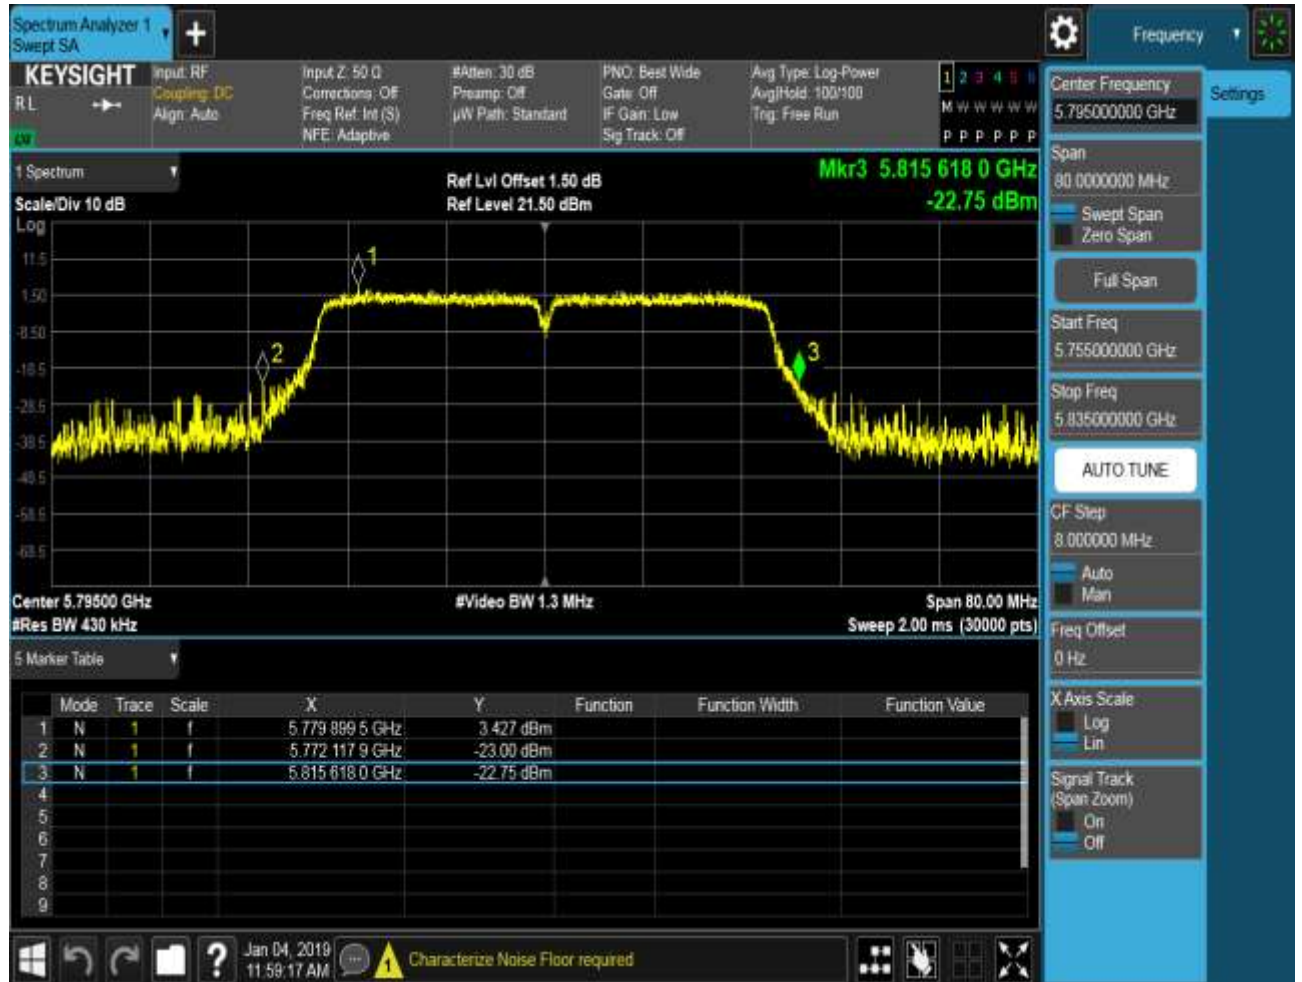 Spectrum Analyzer 1
Swept SA
Frequency
KEYSIGHT
R L
Input: RF
Coupling: DC
Align: Auto
Input Z: 50 Ω
Corrections: Off
Freq Ref: Int (S)
NFE: Adaptive
#Atten: 30 dB
Preamp: Off
µW Path: Standard
PNO: Best Wide
Gate: Off
IF Gain: Low
Sig Track: Off
Avg Type: Log-Power
Avg|Hold: 100/100
Trig: Free Run
1 2 3 4 5 6
M W W W W W
P P P P P P
1 Spectrum
Scale/Div 10 dB
Ref Lvl Offset 1.50 dB
Ref Level 21.50 dBm
Mkr3 5.815 618 0 GHz
-22.75 dBm
Log
11.5
1.50
-8.50
-18.5
-28.5
-38.5
-48.5
-58.5
-68.5
1
2
3
Center 5.79500 GHz
#Video BW 1.3 MHz
Span 80.00 MHz
#Res BW 430 kHz
Sweep 2.00 ms (30000 pts)
5 Marker Table
Mode Trace Scale X Y Function Function Width Function Value
1 N 1 f 5.779 899 5 GHz 3.427 dBm
2 N 1 f 5.772 117 9 GHz -23.00 dBm
3 N 1 f 5.815 618 0 GHz -22.75 dBm
4
5
6
7
8
9
Jan 04, 2019
11:59:17 AM
Characterize Noise Floor required
Settings
Center Frequency
5.795000000 GHz
Span
80.0000000 MHz
Swept Span
Zero Span
Full Span
Start Freq
5.755000000 GHz
Stop Freq
5.835000000 GHz
AUTO TUNE
CF Step
8.000000 MHz
Auto
Man
Freq Offset
0 Hz
X Axis Scale
Log
Lin
Signal Track
(Span Zoom)
On
Off